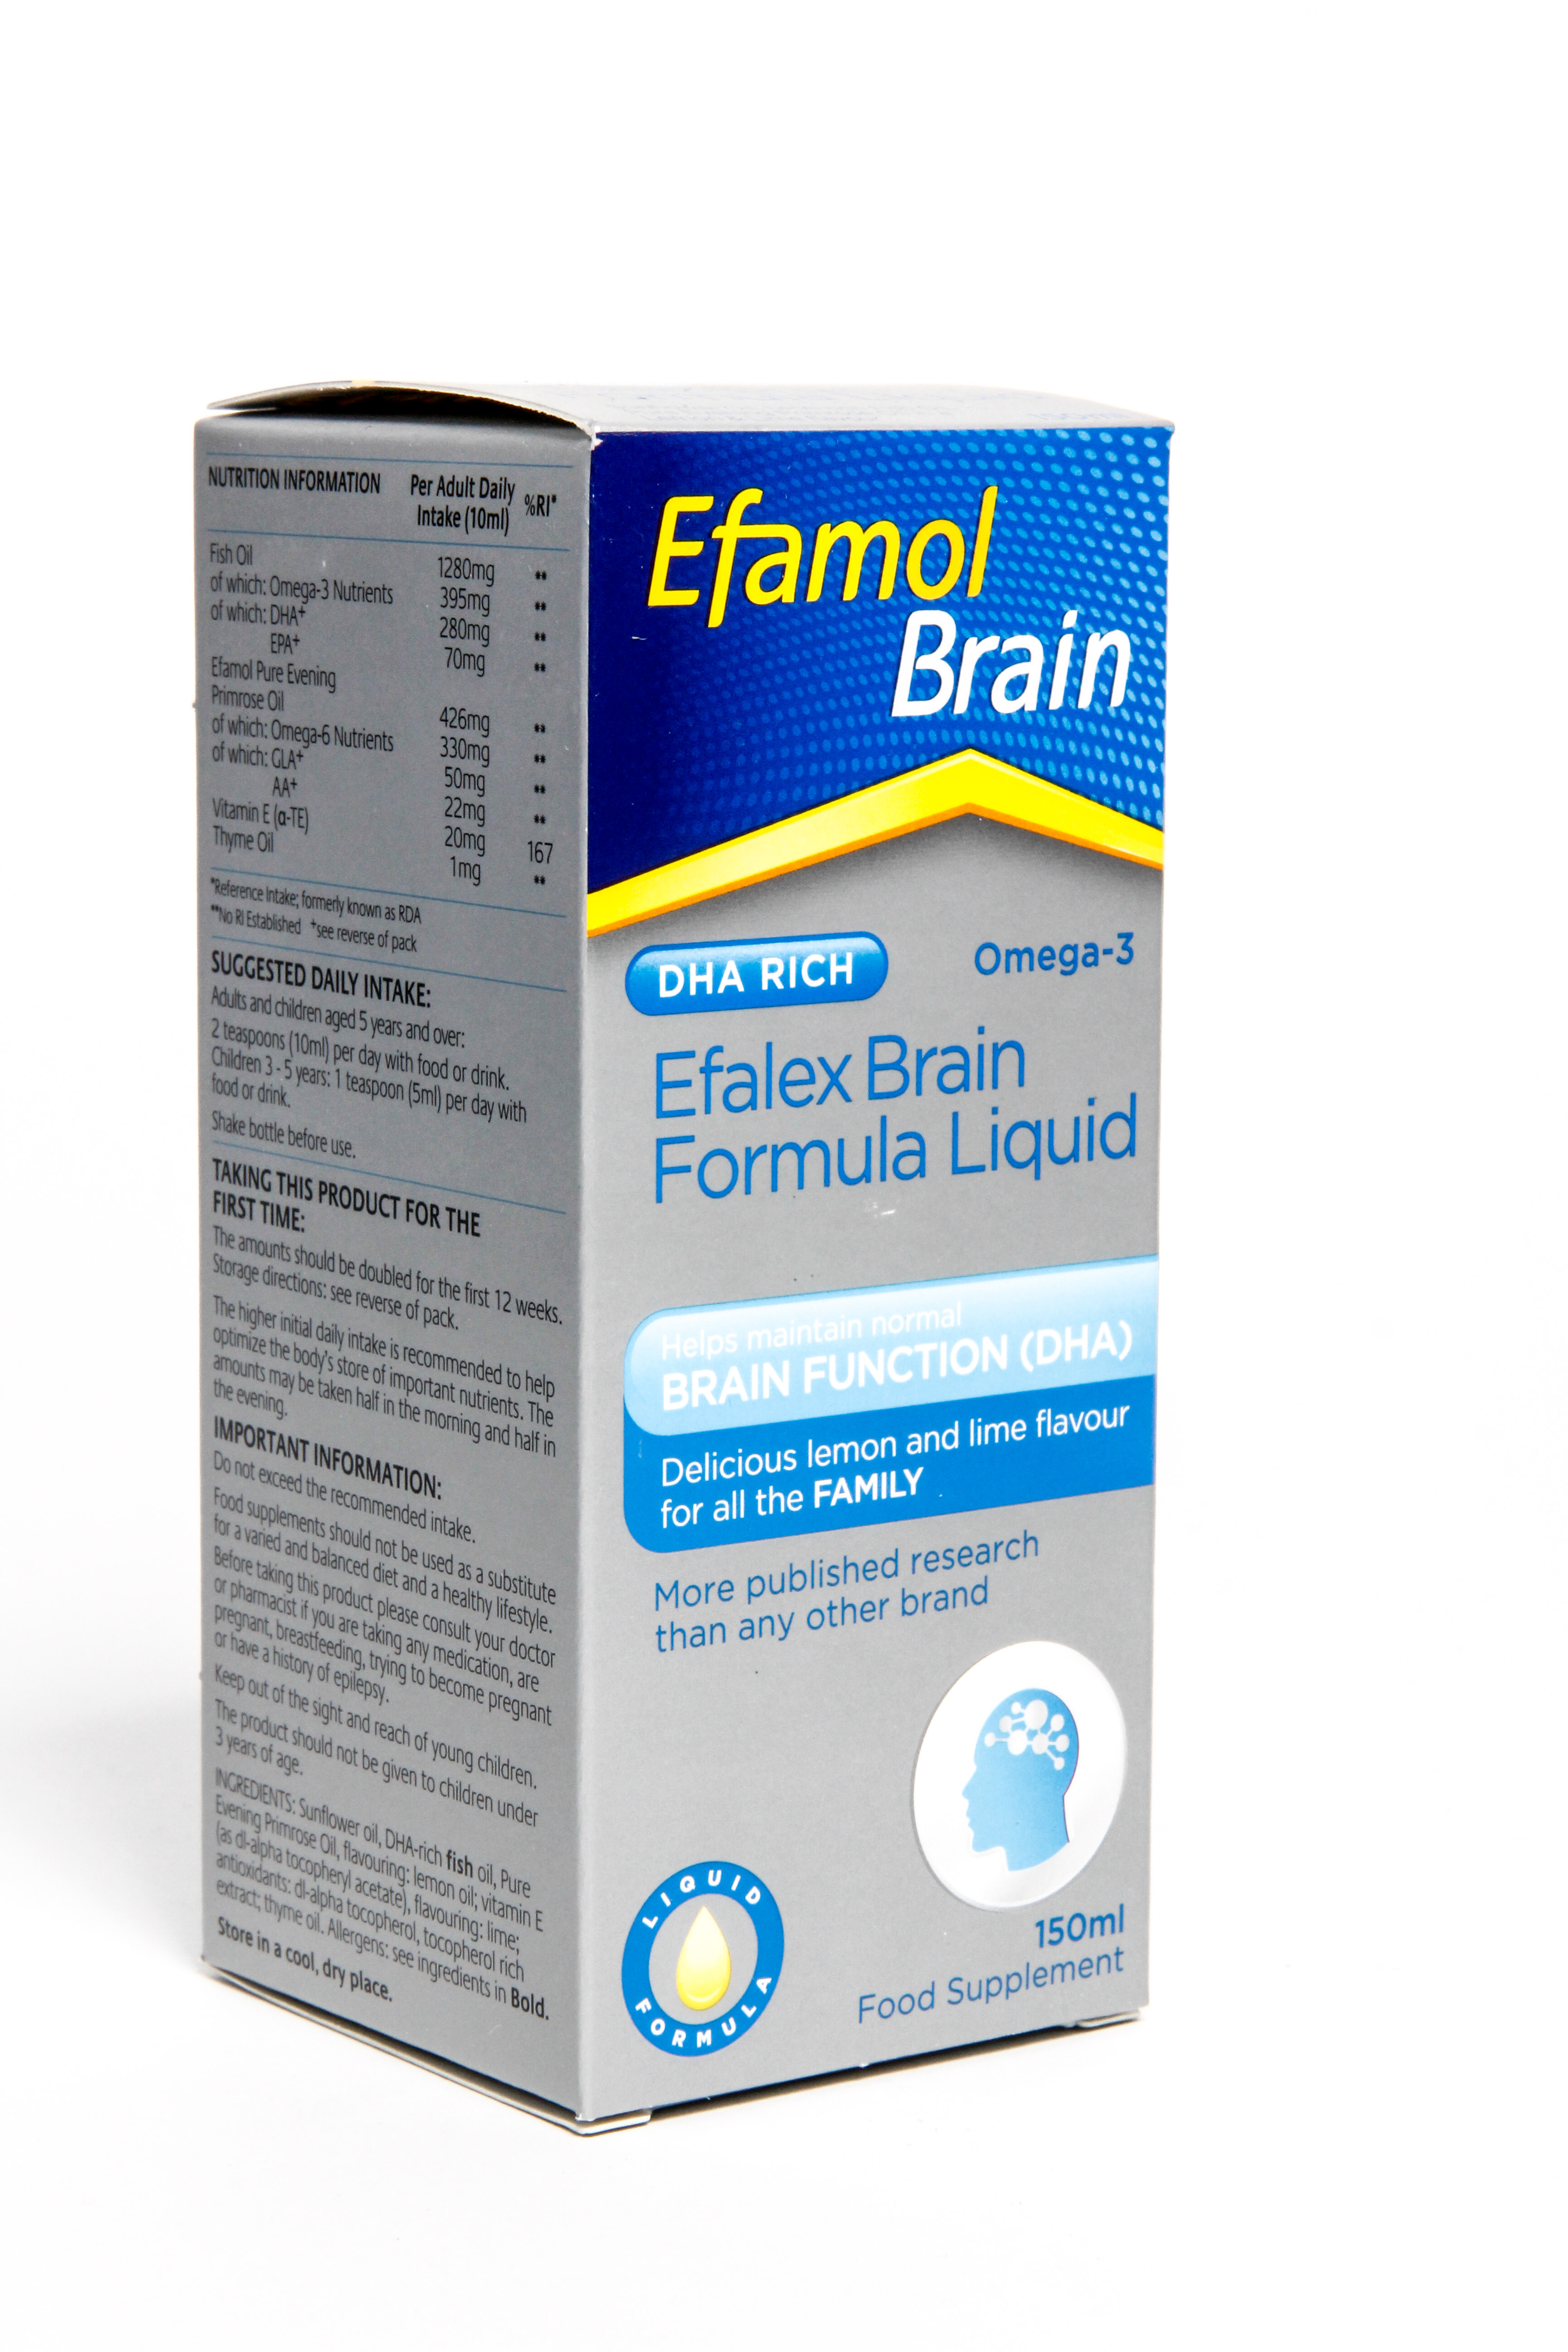 NUTRITION INFORMATION Per Adult Daily Intake (10ml) %RI*
Fish Oil 1280mg **
of which: Omega-3 Nutrients 395mg **
of which: DHA+ 280mg **
EPA+ 70mg **
Efamol Pure Evening
Primrose Oil 426mg **
of which: Omega-6 Nutrients 330mg **
of which: GLA+ 50mg **
AA+ 22mg **
Vitamin E (α-TE) 20mg 167
Thyme Oil 1mg **
*Reference Intake; formerly known as RDA
**No RI Established +see reverse of pack
SUGGESTED DAILY INTAKE:
Adults and children aged 5 years and over:
2 teaspoons (10ml) per day with food or drink.
Children 3 - 5 years: 1 teaspoon (5ml) per day with
food or drink.
Shake bottle before use.
TAKING THIS PRODUCT FOR THE
FIRST TIME:
The amounts should be doubled for the first 12 weeks.
Storage directions: see reverse of pack.
The higher initial daily intake is recommended to help
optimize the body's store of important nutrients. The
amounts may be taken half in the morning and half in
the evening.
IMPORTANT INFORMATION:
Do not exceed the recommended intake.
Food supplements should not be used as a substitute
for a varied and balanced diet and a healthy lifestyle.
Before taking this product please consult your doctor
or pharmacist if you are taking any medication, are
pregnant, breastfeeding, trying to become pregnant
or have a history of epilepsy.
Keep out of the sight and reach of young children.
The product should not be given to children under
3 years of age.
INGREDIENTS: Sunflower oil, DHA-rich fish oil, Pure
Evening Primrose Oil, flavouring: lemon oil; vitamin E
(as dl-alpha tocopheryl acetate), flavouring: lime;
antioxidants: dl-alpha tocopherol, tocopherol rich
extract; thyme oil. Allergens: see ingredients in Bold.
Store in a cool, dry place.
Efamol
Brain
DHA RICH
Omega-3
Efalex Brain
Formula Liquid
Helps maintain normal
BRAIN FUNCTION (DHA)
Delicious lemon and lime flavour
for all the FAMILY
More published research
than any other brand
LIQUID
FORMULA
150ml
Food Supplement